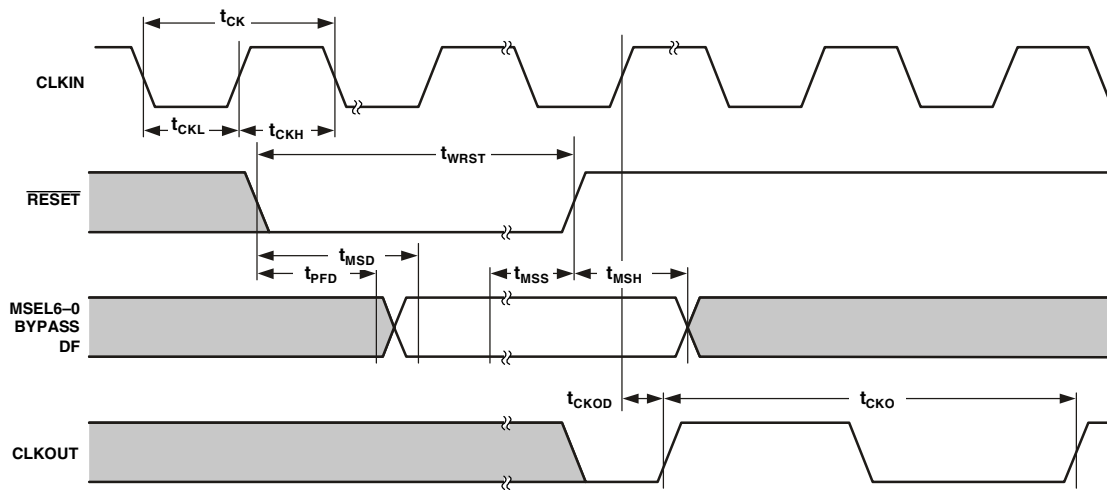 tCK
CLKIN
tCKL
tCKH
tWRST
RESET
tMSD
tPFD
tMSS
tMSH
MSEL6–0
BYPASS
DF
tCKOD
tCKO
CLKOUT